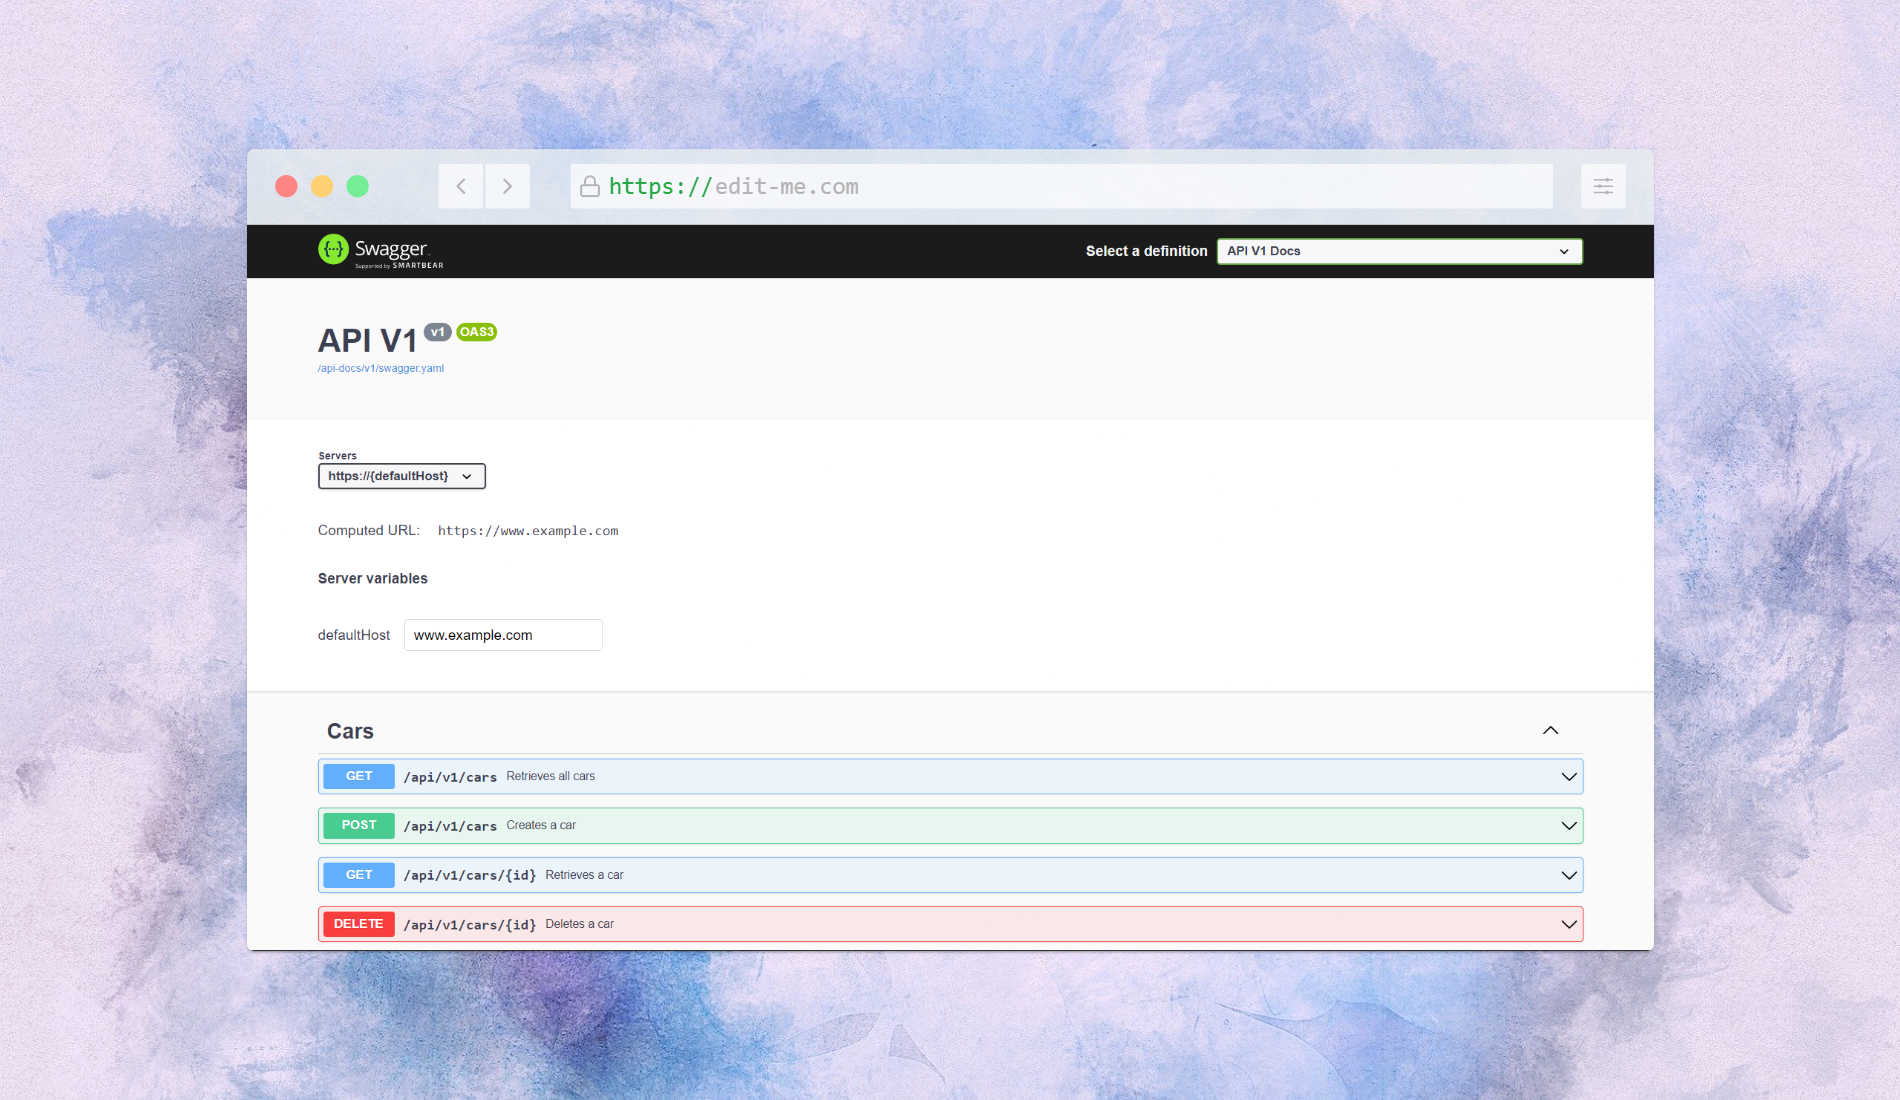 https://edit-me.com
Swagger
Supported by SMARTBEAR
Select a definition
API V1 Docs
API V1 v1 OAS3
/api-docs/v1/swagger.yaml
Servers
https://{defaultHost}
Computed URL: https://www.example.com
Server variables
defaultHost www.example.com
Cars
GET /api/v1/cars Retrieves all cars
POST /api/v1/cars Creates a car
GET /api/v1/cars/{id} Retrieves a car
DELETE /api/v1/cars/{id} Deletes a car